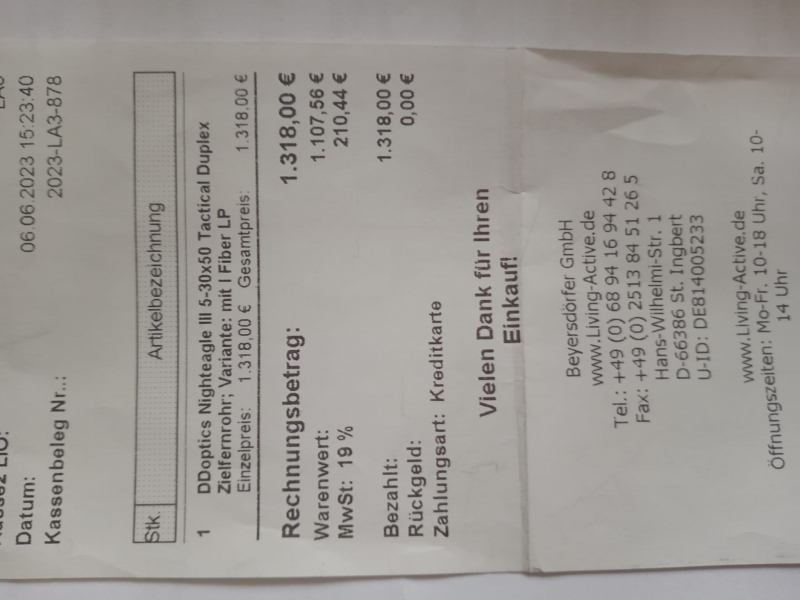 Datum: 06.06.2023 15:23:40
Kassenbeleg Nr..: 2023-LA3-878
Stk. Artikelbezeichnung
1 DDoptics Nighteagle III 5-30x50 Tactical Duplex
Zielfernrohr; Variante: mit l Fiber LP
Einzelpreis: 1.318,00 € Gesamtpreis: 1.318,00 €
Rechnungsbetrag: 1.318,00 €
Warenwert: 1.107,56 €
MwSt: 19 % 210,44 €
Bezahlt: 1.318,00 €
Rückgeld: 0,00 €
Zahlungsart: Kreditkarte
Vielen Dank für Ihren
Einkauf!
Beyersdörfer GmbH
www.Living-Active.de
Tel.: +49 (0) 68 94 16 94 42 8
Fax: +49 (0) 2513 84 51 26 5
Hans-Wilhelmi-Str. 1
D-66386 St. Ingbert
U-ID: DE814005233
www.Living-Active.de
Öffnungszeiten: Mo-Fr. 10-18 Uhr, Sa. 10-
14 Uhr